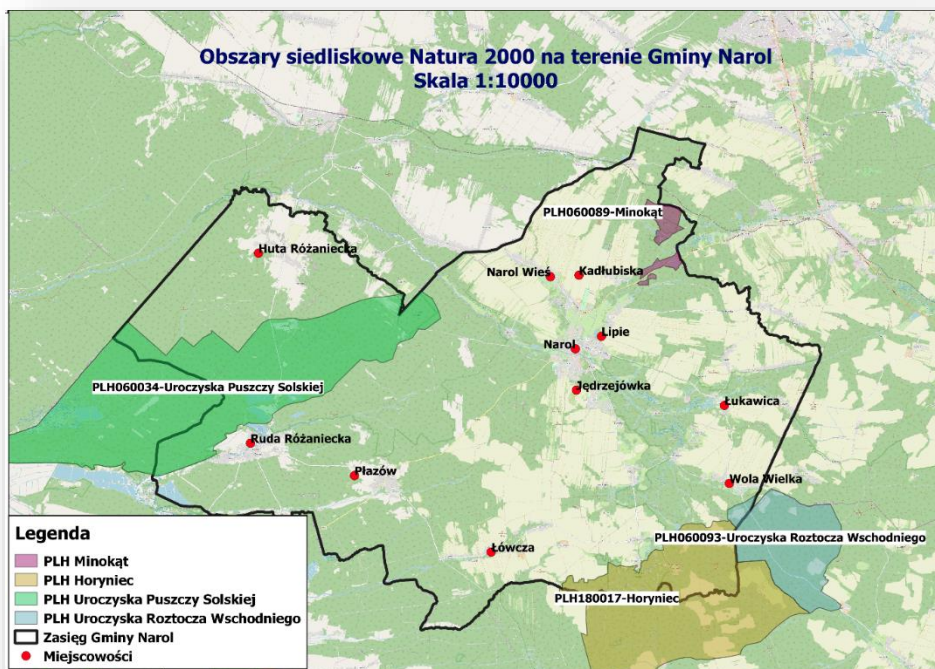 Obszary siedliskowe Natura 2000 na terenie Gminy Narol
Skala 1:10000
PLH060089-Minokąt
Huta Różaniecka
Narol Wieś
Kadłubiska
Lipie
Narol
PLH060034-Uroczyska Puszczy Solskiej
Jędrzejówka
Łukawica
Ruda Różaniecka
Płazów
Wola Wielka
PLH060093-Uroczyska Roztocza Wschodniego
Łówcza
PLH180017-Horyniec
Legenda
PLH Minokąt
PLH Horyniec
PLH Uroczyska Puszczy Solskiej
PLH Uroczyska Roztocza Wschodniego
Zasięg Gminy Narol
Miejscowości